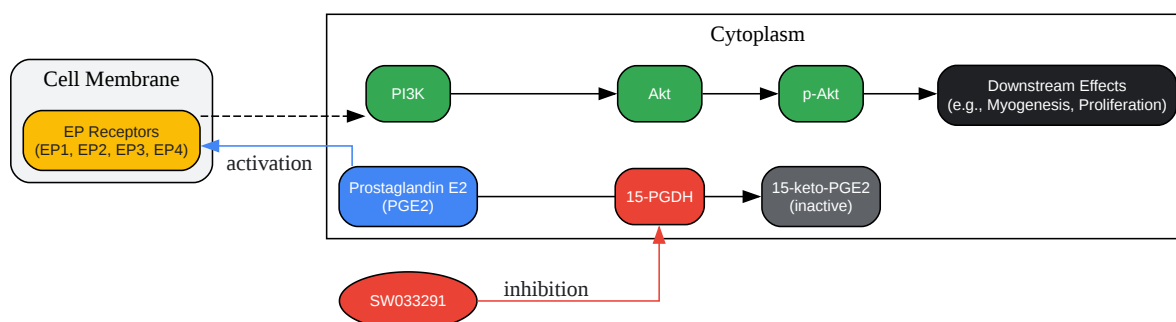 Cytoplasm
Cell Membrane
PI3K
Akt
p-Akt
Downstream Effects
(e.g., Myogenesis, Proliferation)
EP Receptors
(EP1, EP2, EP3, EP4)
activation
Prostaglandin E2
(PGE2)
15-PGDH
15-keto-PGE2
(inactive)
SW033291
inhibition